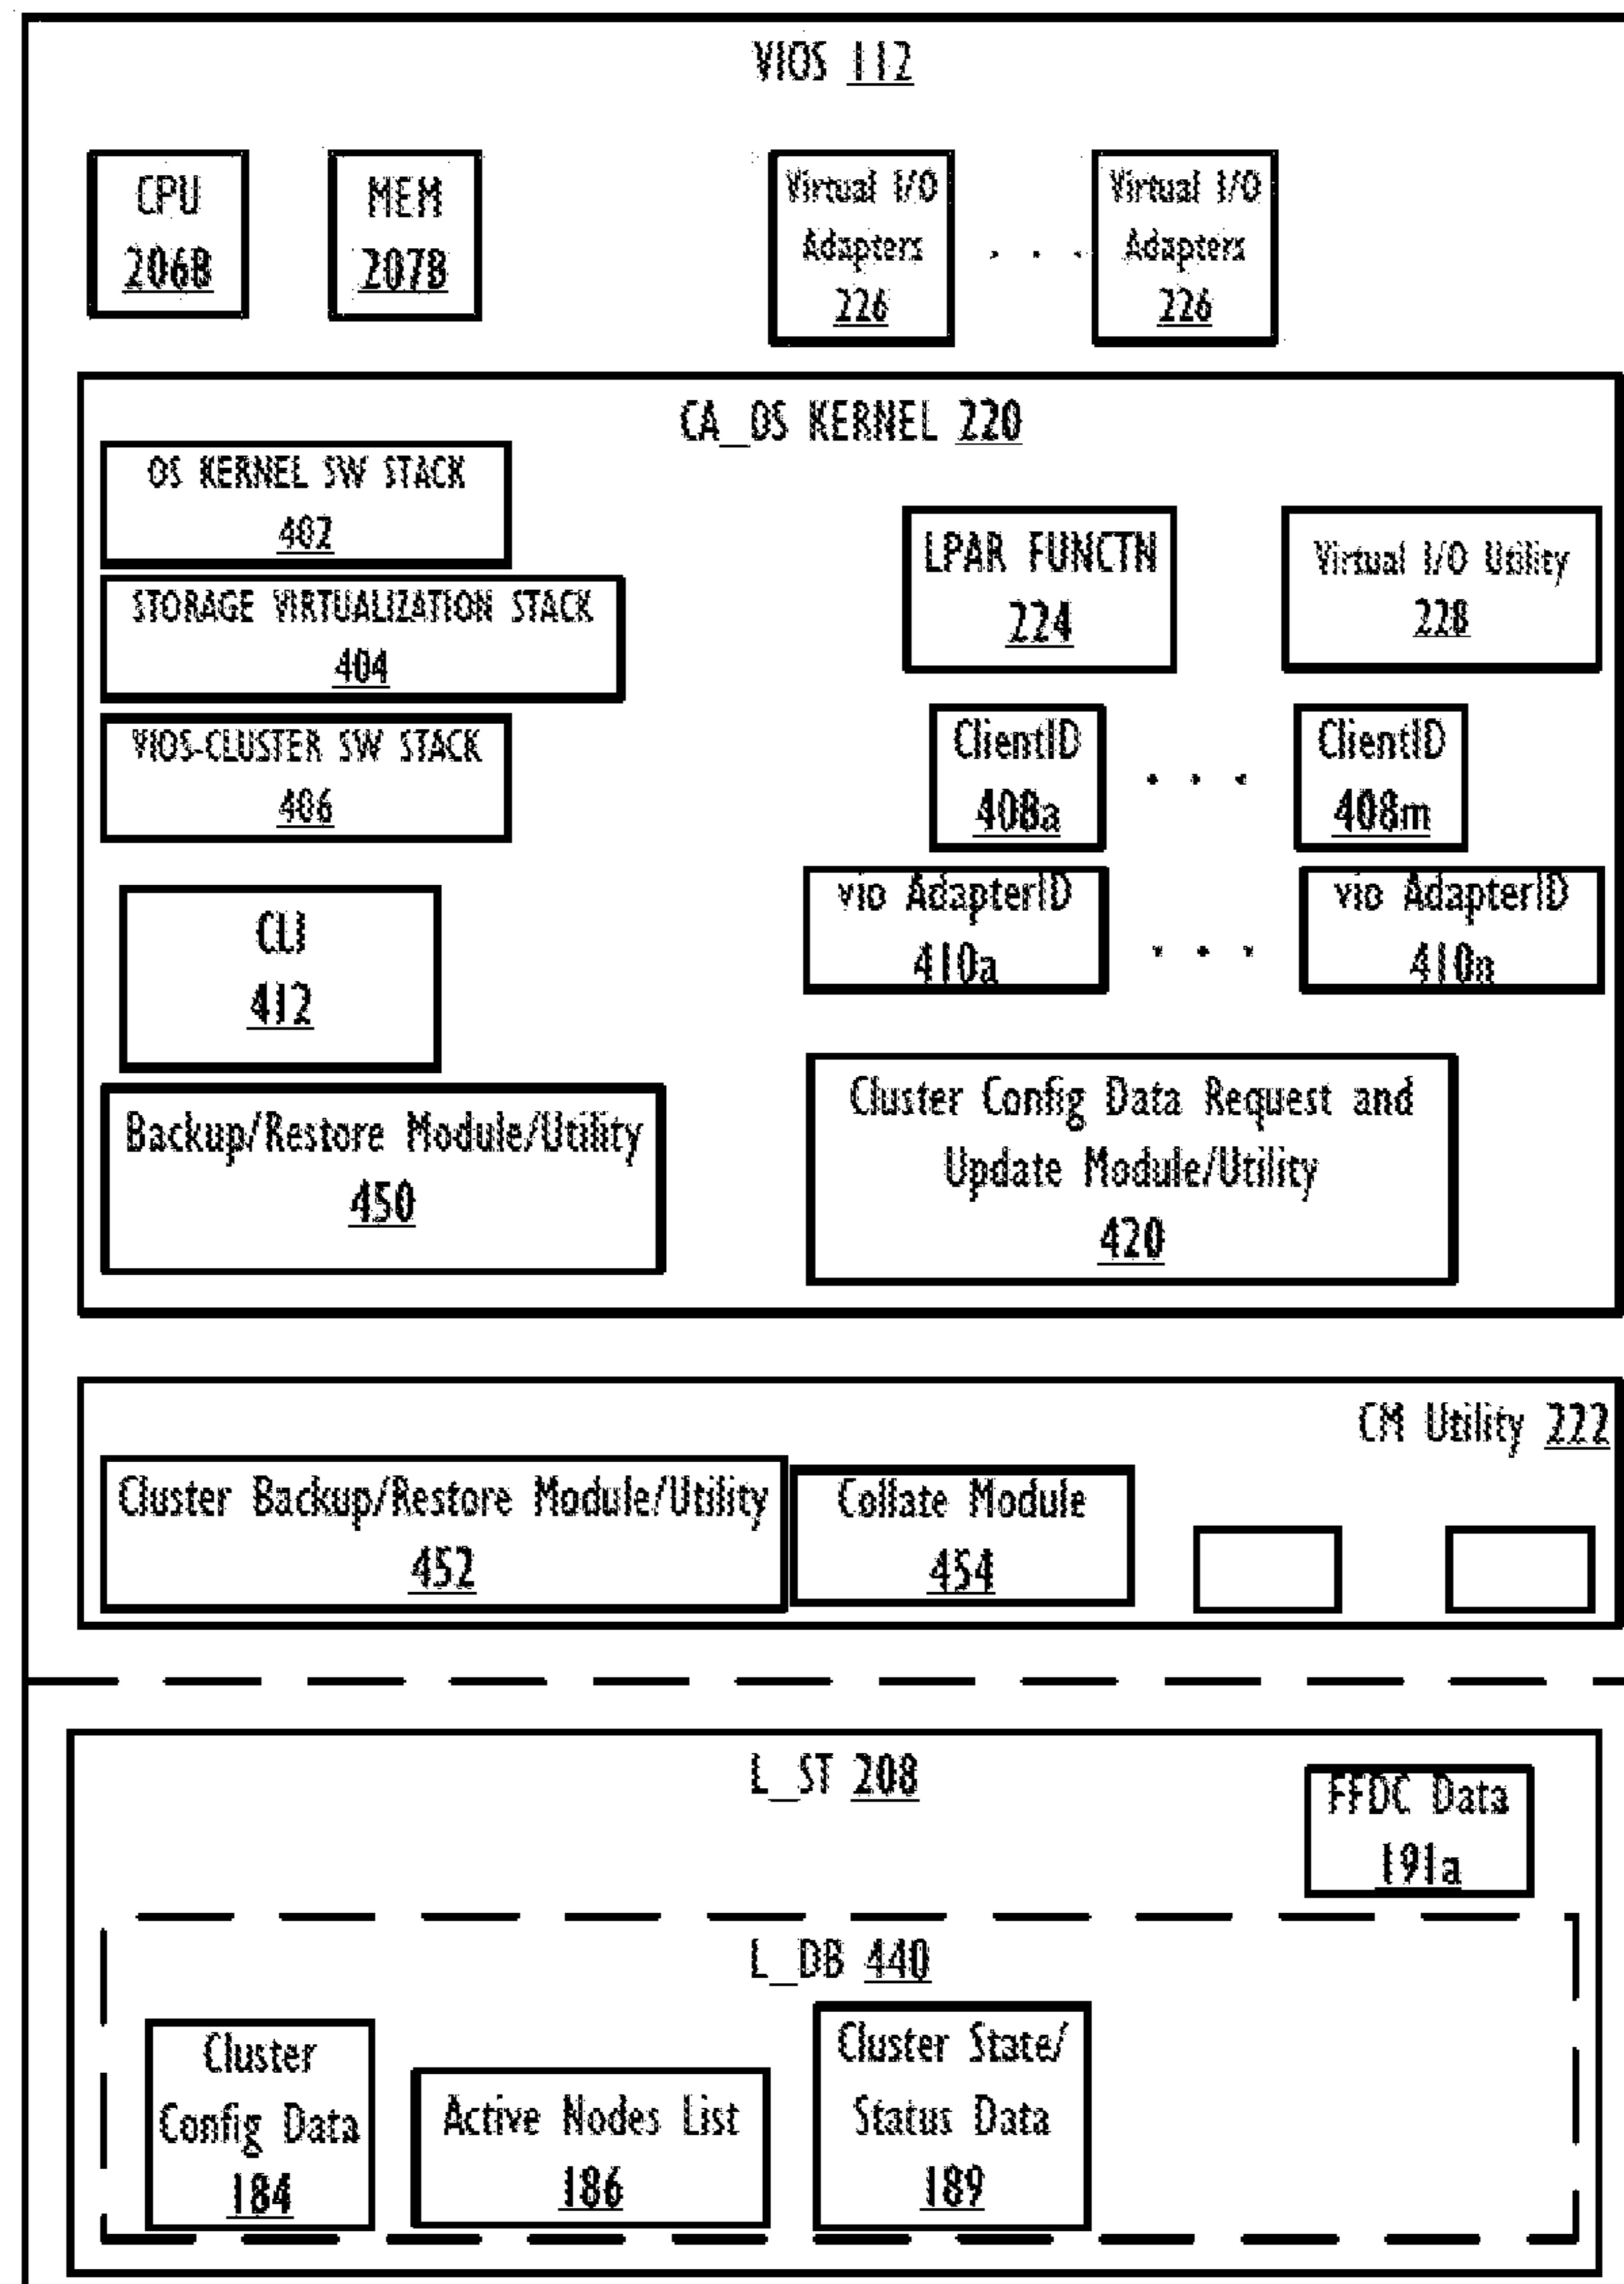 VIOS 112
CPU
206B
MEM
207B
Virtual I/O
Adapters
226
. . .
Virtual I/O
Adapters
226
CA_OS KERNEL 220
OS KERNEL SW STACK
402
STORAGE VIRTUALIZATION STACK
404
VIOS-CLUSTER SW STACK
406
LPAR FUNCTN
224
Virtual I/O Utility
228
ClientID
408a
. . .
ClientID
408m
vio AdapterID
410a
. . .
vio AdapterID
410n
CLI
412
Backup/Restore Module/Utility
450
Cluster Config Data Request and
Update Module/Utility
420
CM Utility 222
Cluster Backup/Restore Module/Utility
452
Collate Module
454
L_ST 208
FFDC Data
191a
L_DB 440
Cluster
Config Data
184
Active Nodes List
186
Cluster State/
Status Data
189